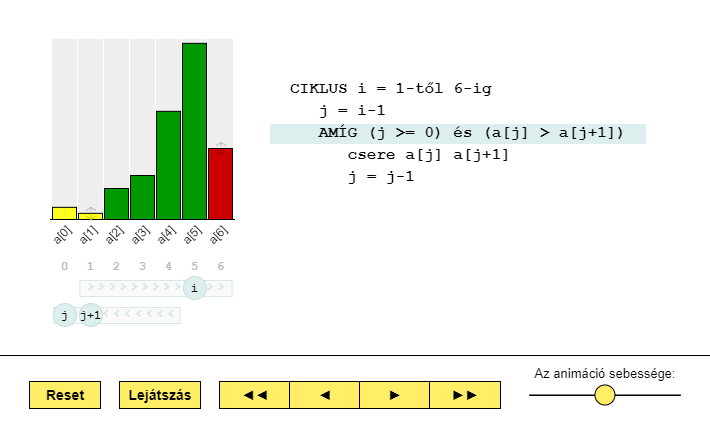 CIKLUS i = 1-től 6-ig
j = i-1
AMÍG (j >= 0) és (a[j] > a[j+1])
csere a[j] a[j+1]
j = j-1
a[0] a[1] a[2] a[3] a[4] a[5] a[6]
0 1 2 3 4 5 6
i
j j+1
Az animáció sebessége:
Reset Lejátszás